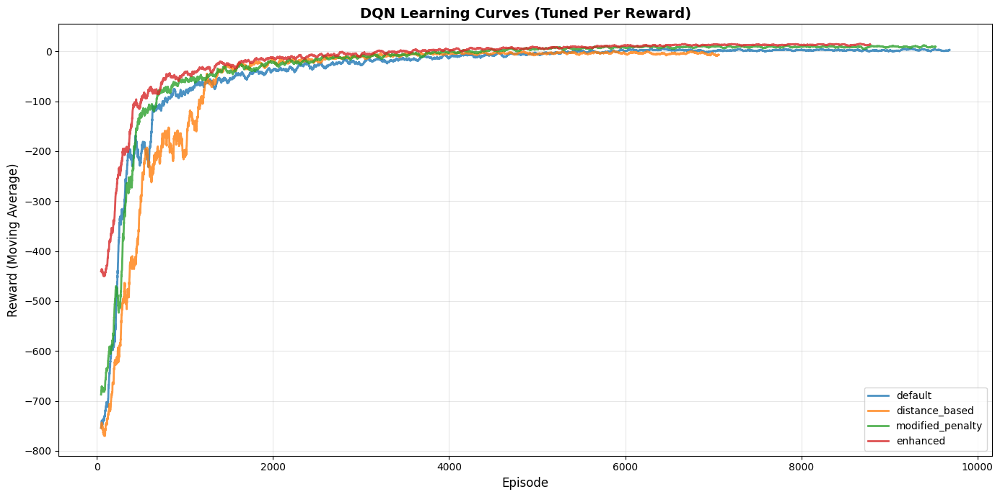 DQN Learning Curves (Tuned Per Reward)
Reward (Moving Average)
0
−100
−200
−300
−400
−500
−600
−700
−800
0
2000
4000
6000
8000
10000
Episode
default
distance_based
modified_penalty
enhanced